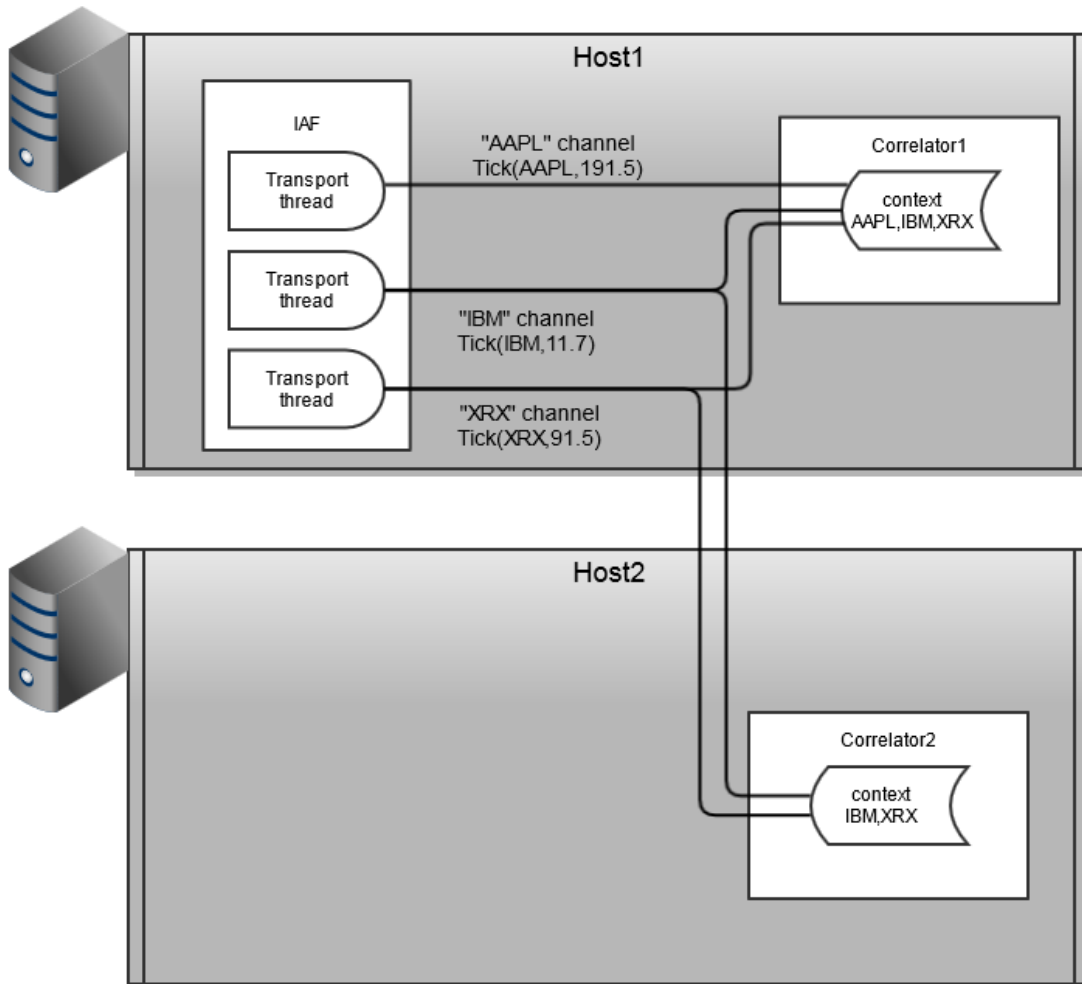 Host1
IAF
Transport
thread
"AAPL" channel
Tick(AAPL,191.5)
Correlator1
context
AAPL,IBM,XRX
Transport
thread
"IBM" channel
Tick(IBM,11.7)
Transport
thread
"XRX" channel
Tick(XRX,91.5)
Host2
Correlator2
context
IBM,XRX